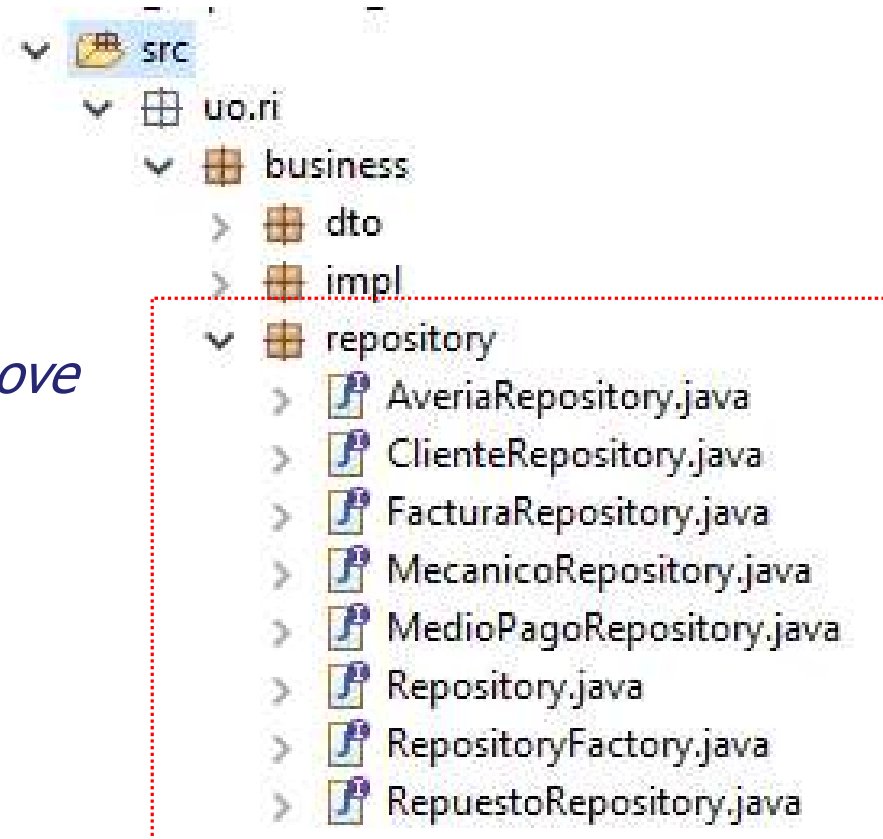 src
uo.ri
business
dto
impl
repository
ove
AveriaRepository.java
ClienteRepository.java
FacturaRepository.java
MecanicoRepository.java
MedioPagoRepository.java
Repository.java
RepositoryFactory.java
RepuestoRepository.java